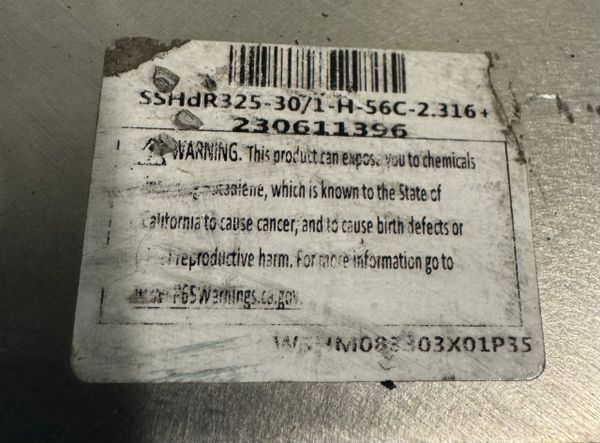 SSHdR325-30/1-H-56C-2.316+
230611396
WARNING. This product can expose you to chemicals
which is known to the State of
California to cause cancer, and to cause birth defects or
reproductive harm. For more information go to
P65Warnings.ca.gov.